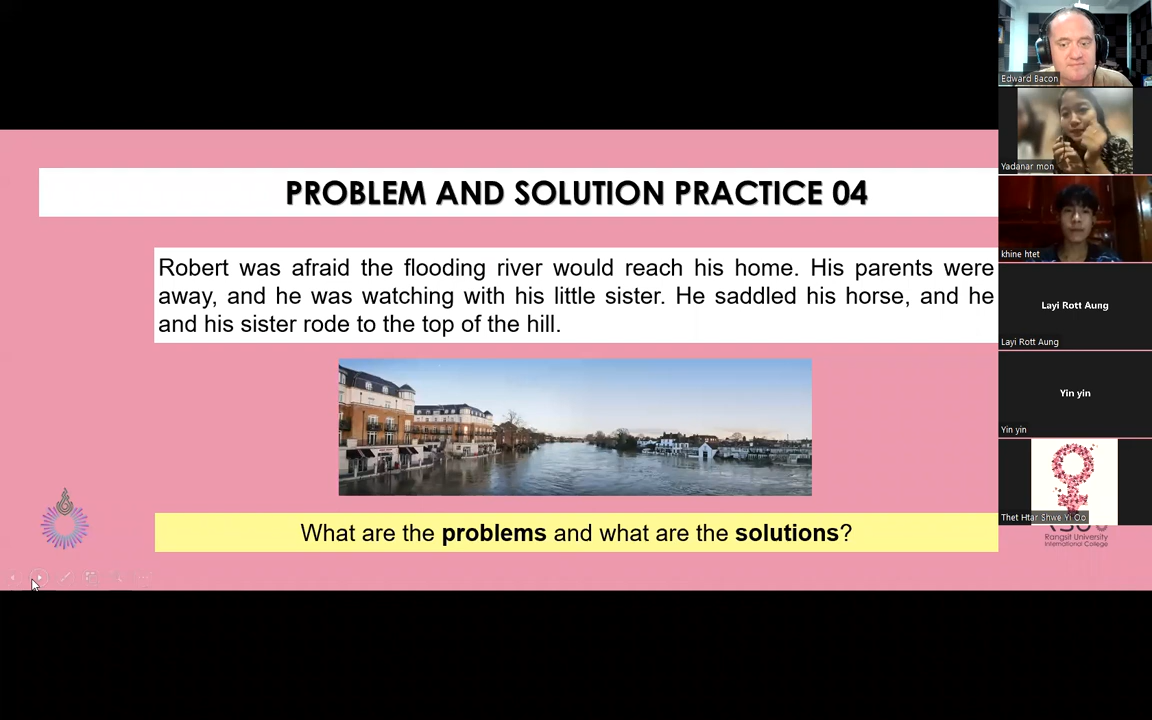 PROBLEM AND SOLUTION PRACTICE 04
Robert was afraid the flooding river would reach his home. His parents were
away, and he was watching with his little sister. He saddled his horse, and he
and his sister rode to the top of the hill.
What are the problems and what are the solutions?
Rangsit University
International College
Edward Bacon
Yadanar mon
khine htet
Layi Rott Aung
Layi Rott Aung
Yin yin
Yin yin
Thet Htar Shwe Yi Oo